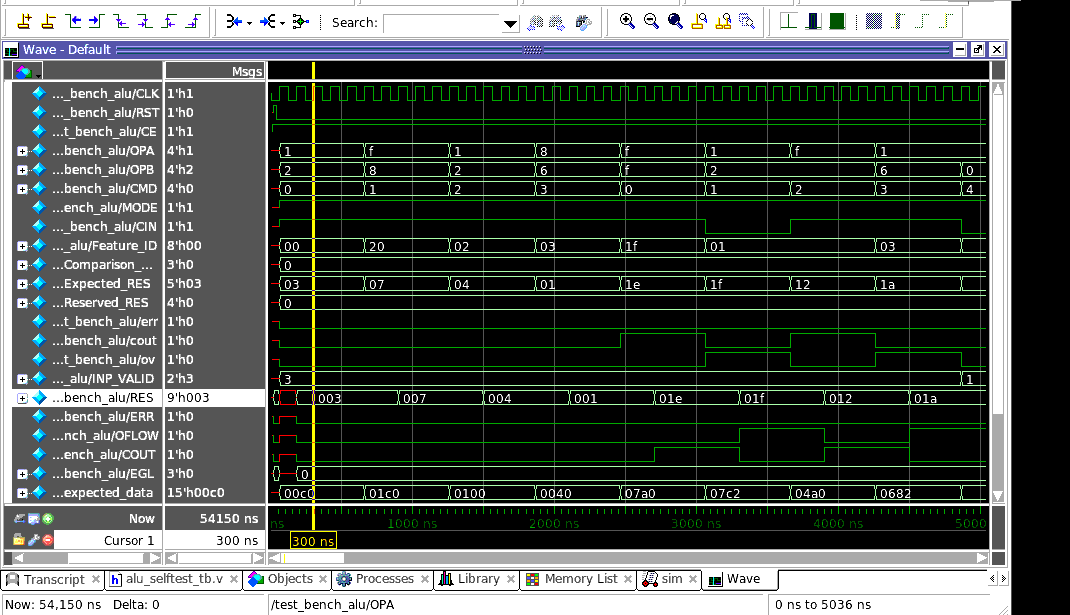 Search:
Wave - Default
Msgs
..._bench_alu/CLK 1'h1
..._bench_alu/RST 1'h0
...t_bench_alu/CE 1'h1
...bench_alu/OPA 4'h1 1 f 1 8 f 1 f 1
...bench_alu/OPB 4'h2 2 8 2 6 f 2 6 0
...bench_alu/CMD 4'h0 0 1 2 3 0 1 2 3 4
...ench_alu/MODE 1'h1
..._bench_alu/CIN 1'h1
..._alu/Feature_ID 8'h00 00 20 02 03 1f 01 03
...Comparison_... 3'h0 0
...Expected_RES 5'h03 03 07 04 01 1e 1f 12 1a
...Reserved_RES 4'h0 0
...t_bench_alu/err 1'h0
...bench_alu/cout 1'h0
...t_bench_alu/ov 1'h0
..._alu/INP_VALID 2'h3 3 1
...bench_alu/RES 9'h003 003 007 004 001 01e 01f 012 01a
...bench_alu/ERR 1'h0
...nch_alu/OFLOW 1'h0
...ench_alu/COUT 1'h0
...bench_alu/EGL 3'h0 0
...expected_data 15'h00c0 00c0 01c0 0100 0040 07a0 07c2 04a0 0682
Now 54150 ns ns 1000 ns 2000 ns 3000 ns 4000 ns 5000
Cursor 1 300 ns 300 ns
Transcript alu_selftest_tb.v Objects Processes Library Memory List sim Wave
Now: 54,150 ns Delta: 0 /test_bench_alu/OPA 0 ns to 5036 ns